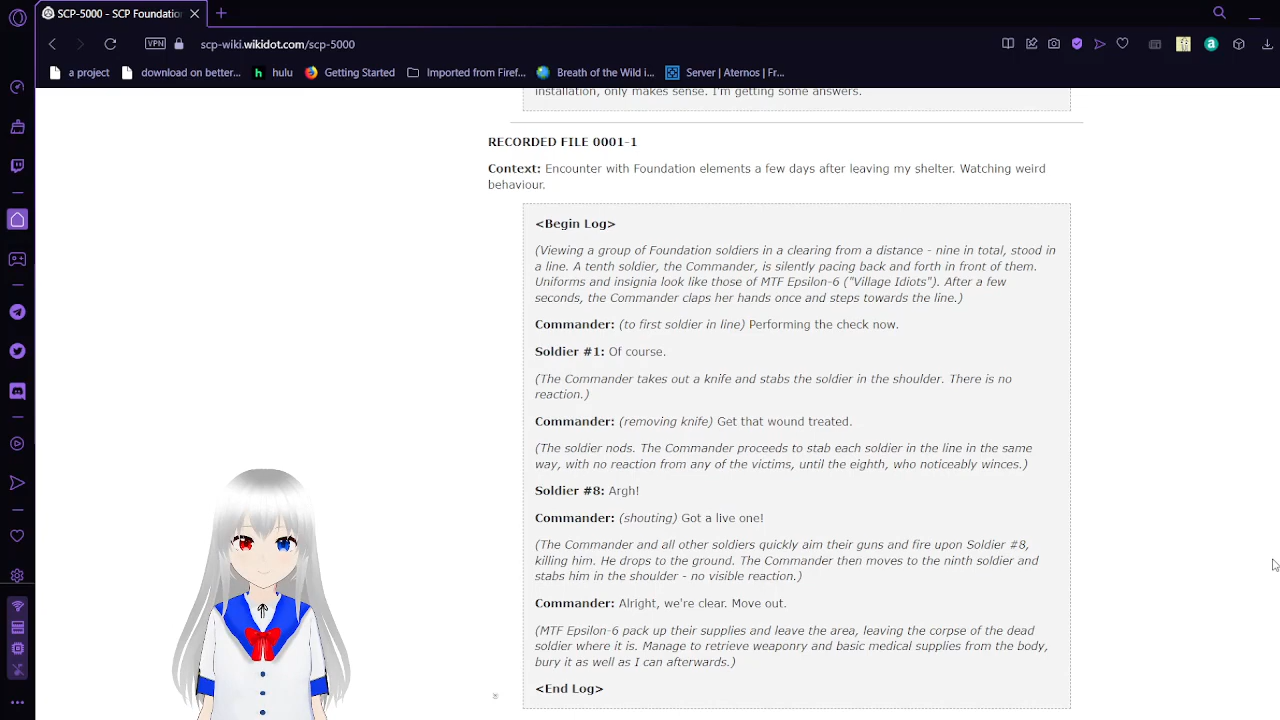 SCP-5000 - SCP Foundation
VPN
scp-wiki.wikidot.com/scp-5000
a project
download on better...
hulu
Getting Started
Imported from Firef...
Breath of the Wild i...
Server | Aternos | Fr...
installation, only makes sense. I'm getting some answers.
RECORDED FILE 0001-1
Context: Encounter with Foundation elements a few days after leaving my shelter. Watching weird
behaviour.
<Begin Log>
(Viewing a group of Foundation soldiers in a clearing from a distance - nine in total, stood in
a line. A tenth soldier, the Commander, is silently pacing back and forth in front of them.
Uniforms and insignia look like those of MTF Epsilon-6 ("Village Idiots"). After a few
seconds, the Commander claps her hands once and steps towards the line.)
Commander: (to first soldier in line) Performing the check now.
Soldier #1: Of course.
(The Commander takes out a knife and stabs the soldier in the shoulder. There is no
reaction.)
Commander: (removing knife) Get that wound treated.
(The soldier nods. The Commander proceeds to stab each soldier in the line in the same
way, with no reaction from any of the victims, until the eighth, who noticeably winces.)
Soldier #8: Argh!
Commander: (shouting) Got a live one!
(The Commander and all other soldiers quickly aim their guns and fire upon Soldier #8,
killing him. He drops to the ground. The Commander then moves to the ninth soldier and
stabs him in the shoulder - no visible reaction.)
Commander: Alright, we're clear. Move out.
(MTF Epsilon-6 pack up their supplies and leave the area, leaving the corpse of the dead
soldier where it is. Manage to retrieve weaponry and basic medical supplies from the body,
bury it as well as I can afterwards.)
<End Log>